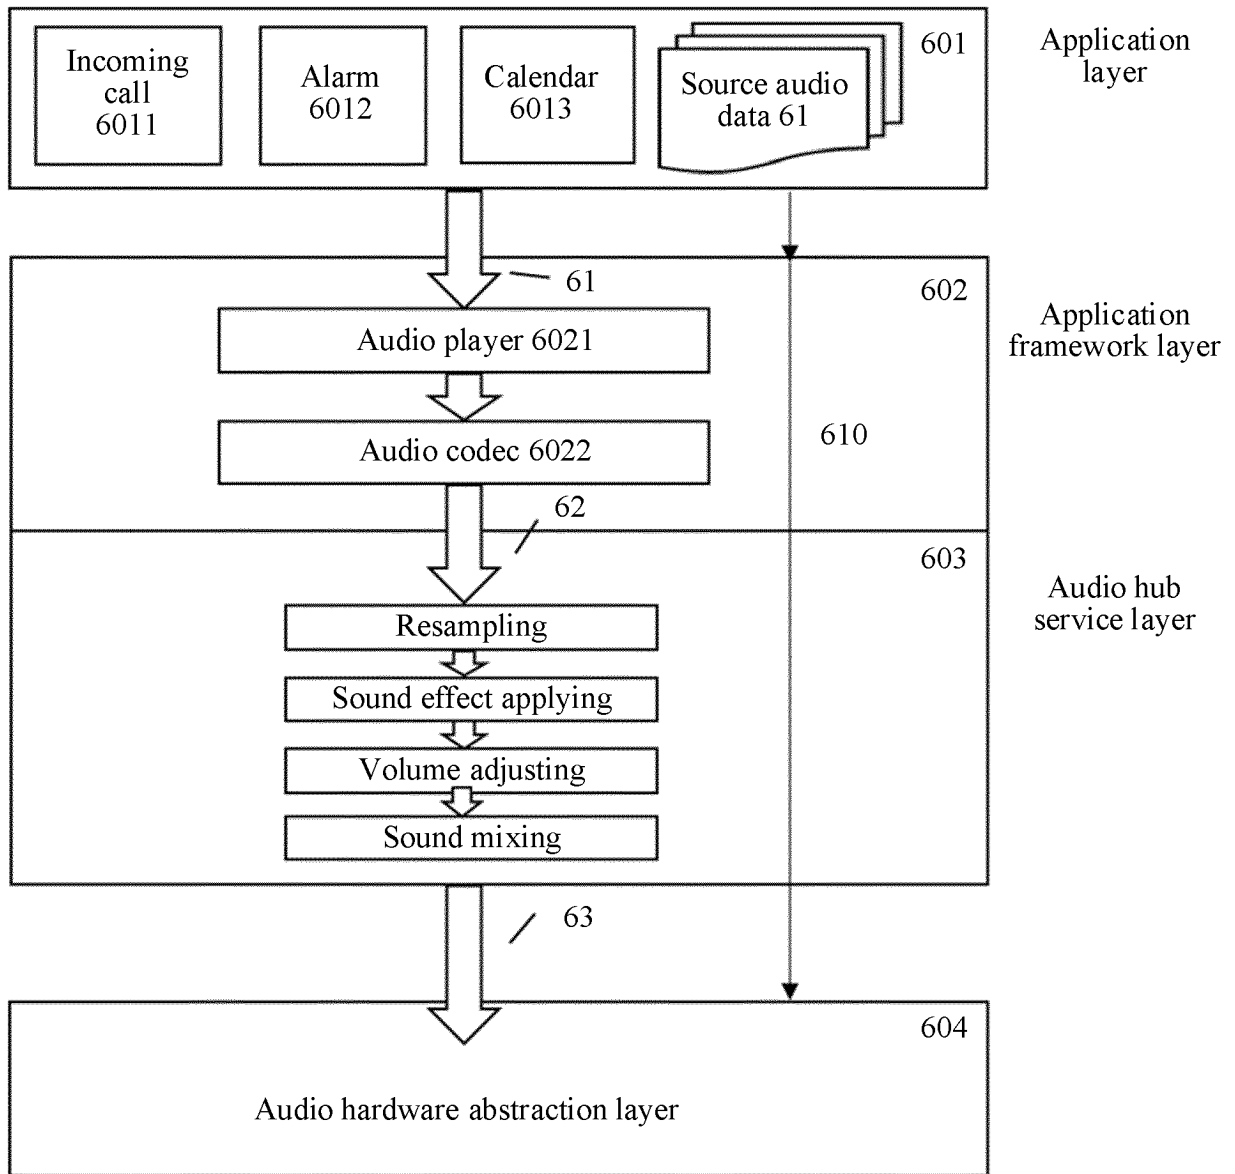 Incoming
call
6011
Alarm
6012
Calendar
6013
Source audio
data 61
601
Application
layer
61
602
Application
framework layer
Audio player 6021
610
Audio codec 6022
62
603
Audio hub
service layer
Resampling
Sound effect applying
Volume adjusting
Sound mixing
63
604
Audio hardware abstraction layer